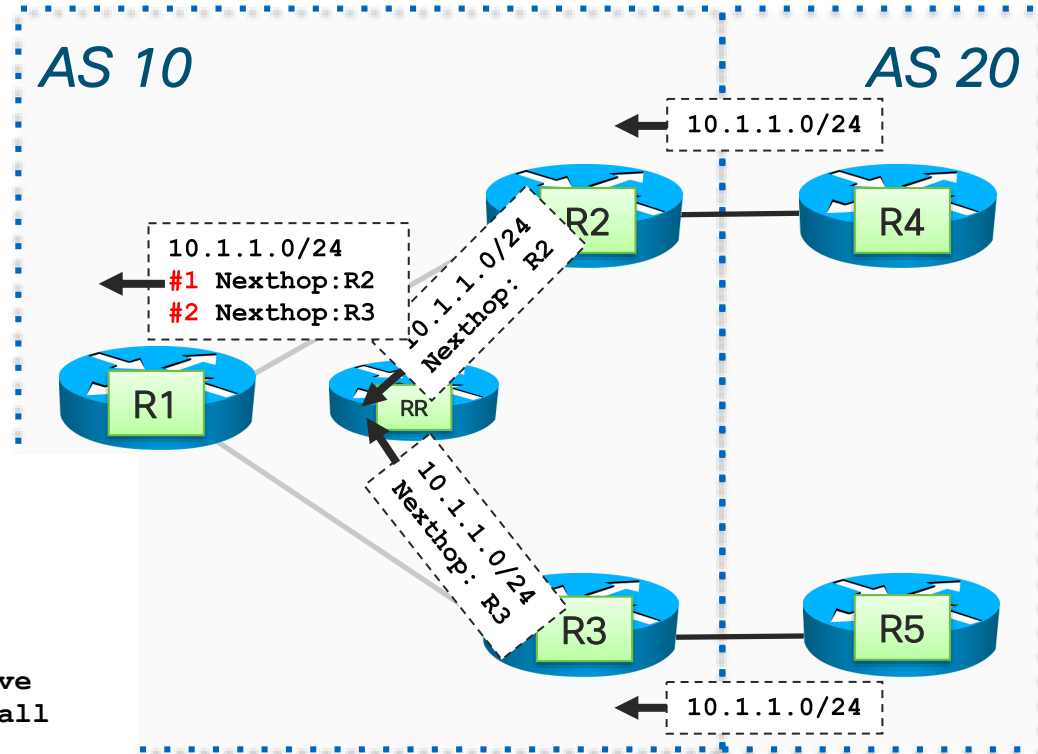 AS 10
AS 20
10.1.1.0/24
R2
R4
10.1.1.0/24
Nexthop: R2
10.1.1.0/24
#1 Nexthop:R2
#2 Nexthop:R3
R1
RR
10.1.1.0/24
Nexthop: R3
R3
R5
10.1.1.0/24
ve
all